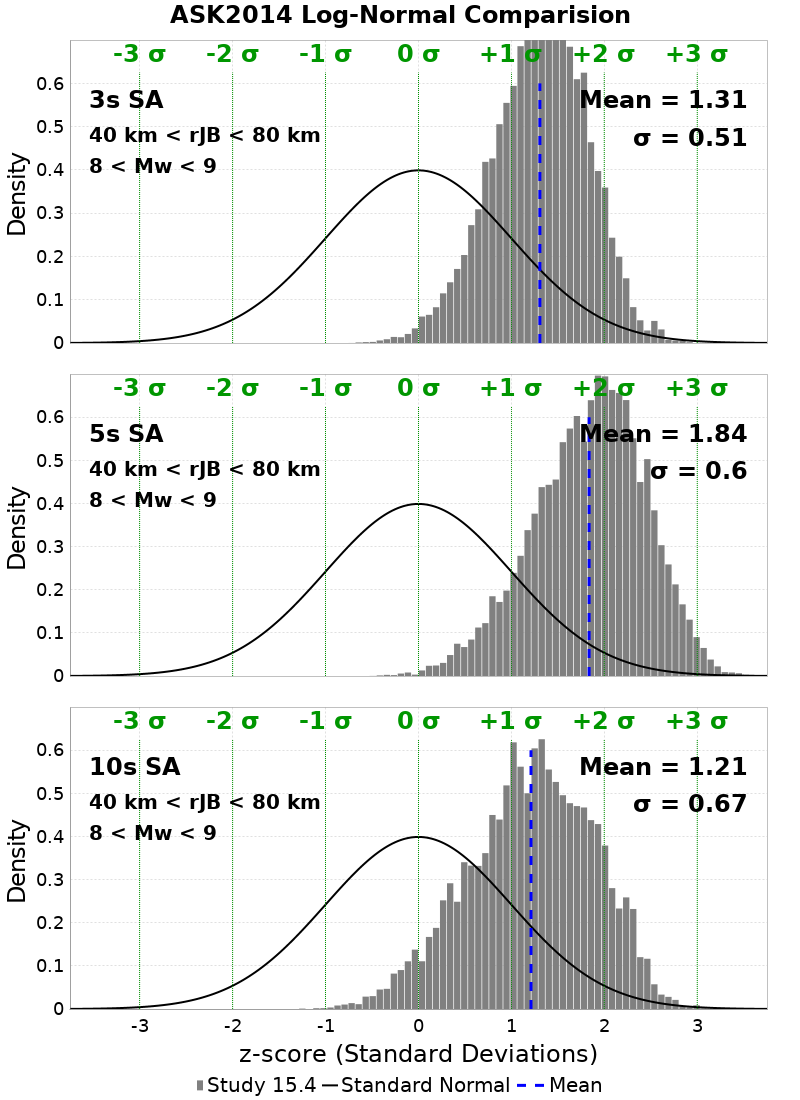 ASK2014 Log-Normal Comparision
-3 σ -2 σ -1 σ 0 σ +1 σ +2 σ +3 σ
3s SA
Mean = 1.31
40 km < rJB < 80 km
σ = 0.51
8 < Mw < 9
Density
0.6
0.5
0.4
0.3
0.2
0.1
0
-3 σ -2 σ -1 σ 0 σ +1 σ +2 σ +3 σ
5s SA
Mean = 1.84
40 km < rJB < 80 km
σ = 0.6
8 < Mw < 9
Density
0.6
0.5
0.4
0.3
0.2
0.1
0
-3 σ -2 σ -1 σ 0 σ +1 σ +2 σ +3 σ
10s SA
Mean = 1.21
40 km < rJB < 80 km
σ = 0.67
8 < Mw < 9
Density
0.6
0.5
0.4
0.3
0.2
0.1
0
-3 -2 -1 0 1 2 3
z-score (Standard Deviations)
Study 15.4 Standard Normal Mean